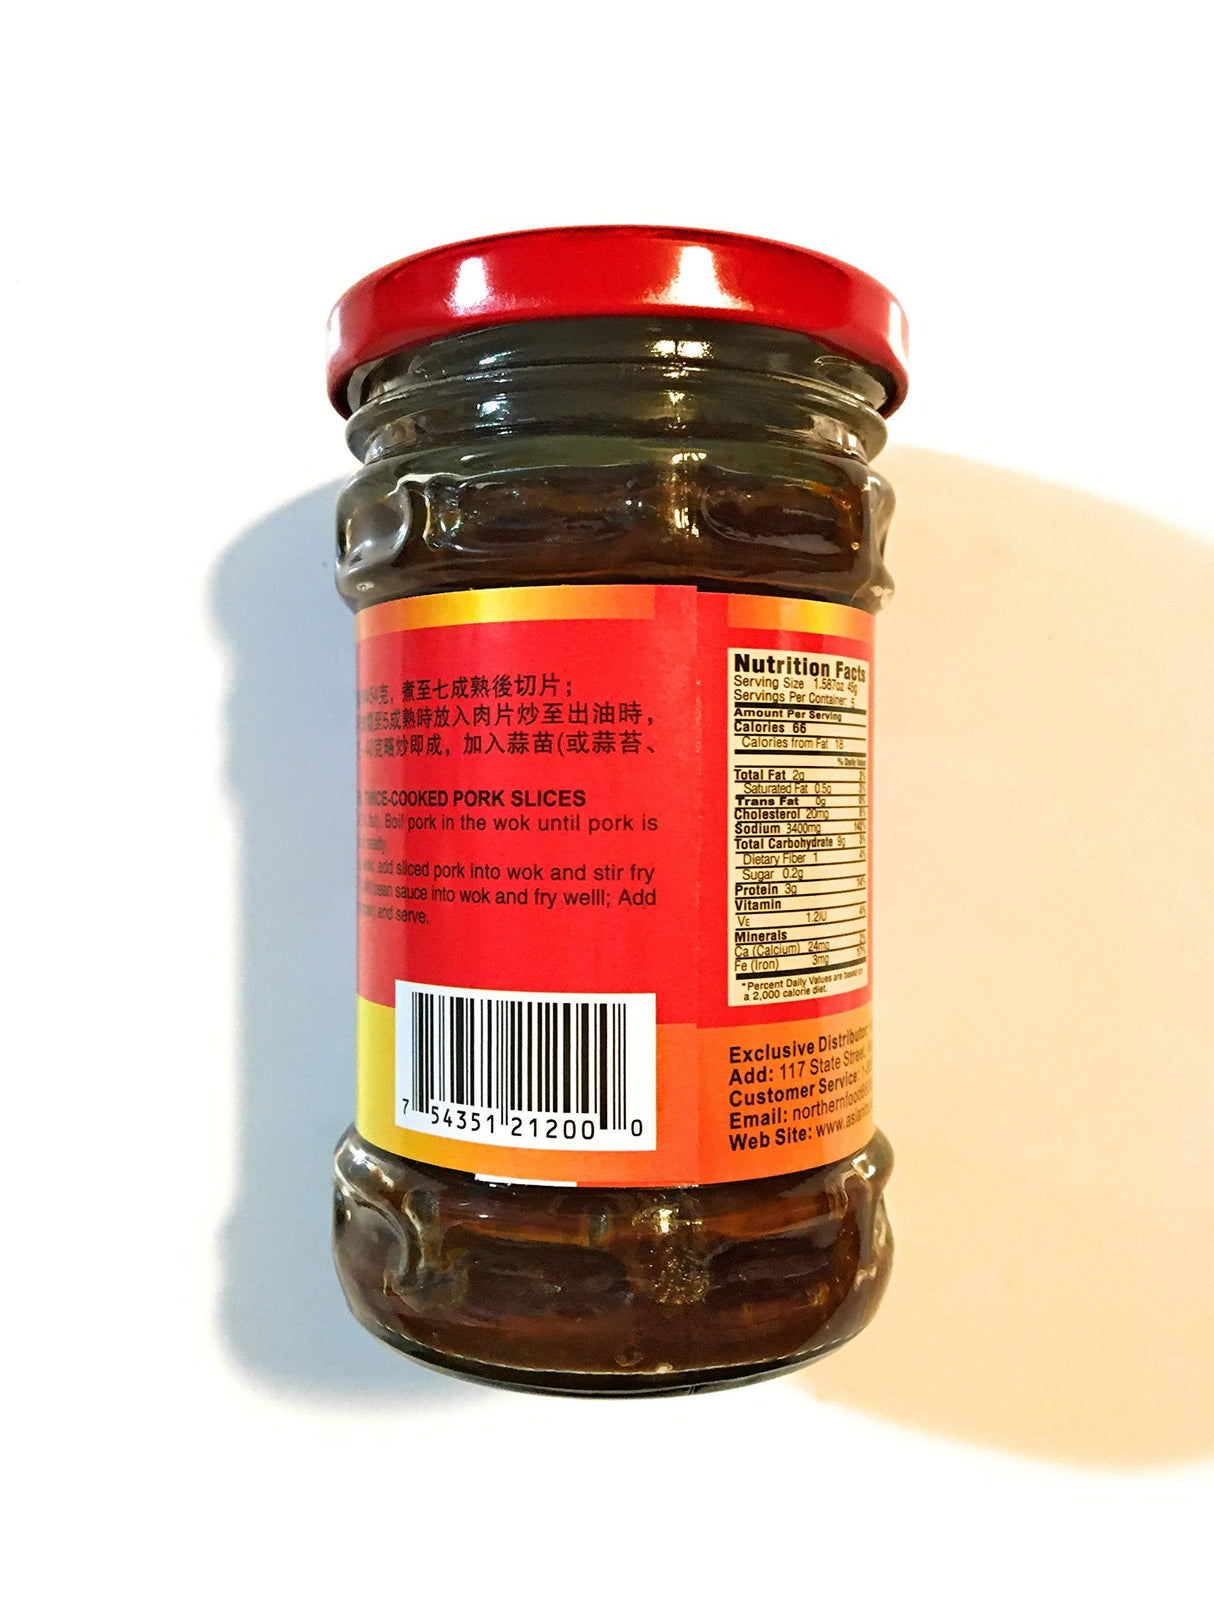 克，煮至七成熟後切片；
至5成熟時放入肉片炒至出油時，
克略炒即成，加入蒜苗(或蒜苔、
TWICE-COOKED PORK SLICES
Boil pork in the wok until pork is
add sliced pork into wok and stir fry
bean sauce into wok and fry welll; Add
and serve.
7 54351 21200 0
Nutrition Facts
Serving Size 1.587oz 45g
Servings Per Container:
Amount Per Serving
Calories 66
Calories from Fat 18
% Daily Value
Total Fat 2g
Saturated Fat 0.5g
Trans Fat 0g
Cholesterol 20mg
Sodium 3400mg
Total Carbohydrate 9g
Dietary Fiber 1
Sugar 0.2g
Protein 3g
Vitamin
VE 1.2IU
Minerals
Ca (Calcium) 24mg
Fe (Iron) 3mg
*Percent Daily Values are based on
a 2,000 calorie diet.
Exclusive Distributor
Add: 117 State Street,
Customer Service:
Email:
Web Site: